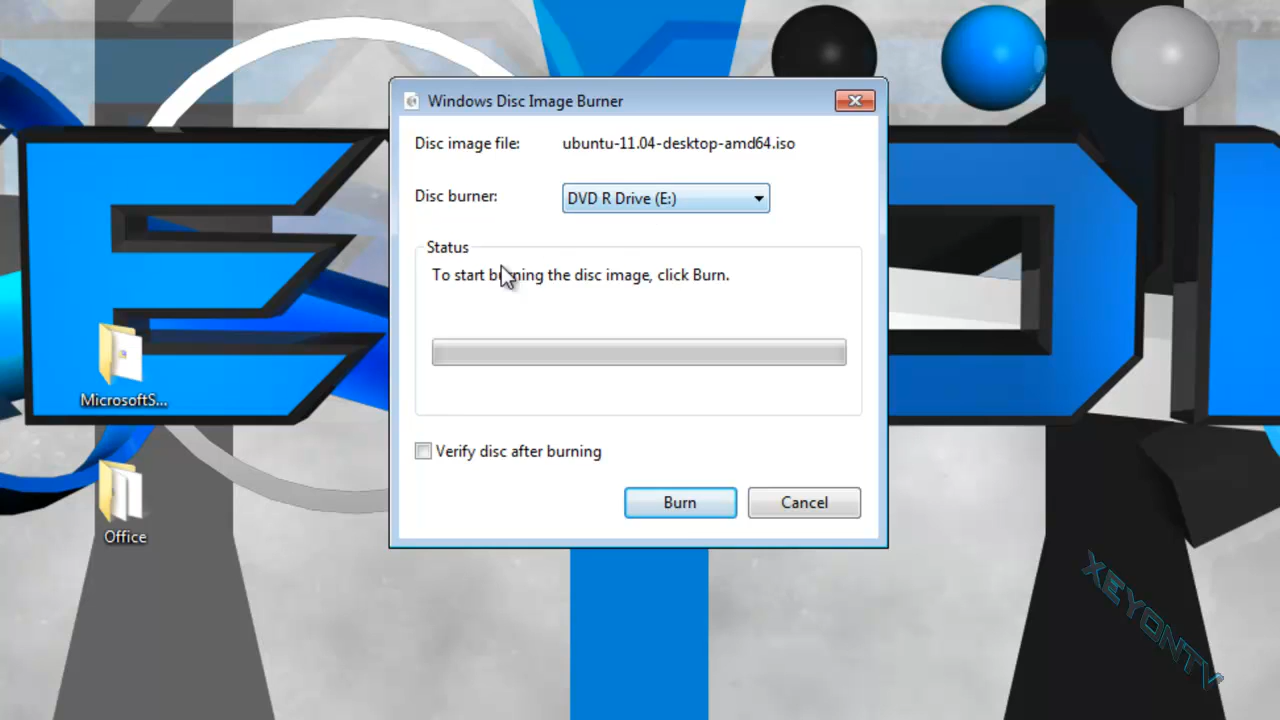 Windows Disc Image Burner
Disc image file: ubuntu-11.04-desktop-amd64.iso
Disc burner: DVD R Drive (E:)
Status
To start burning the disc image, click Burn.
MicrosoftS...
Verify disc after burning
Burn Cancel
Office
XEYONTV